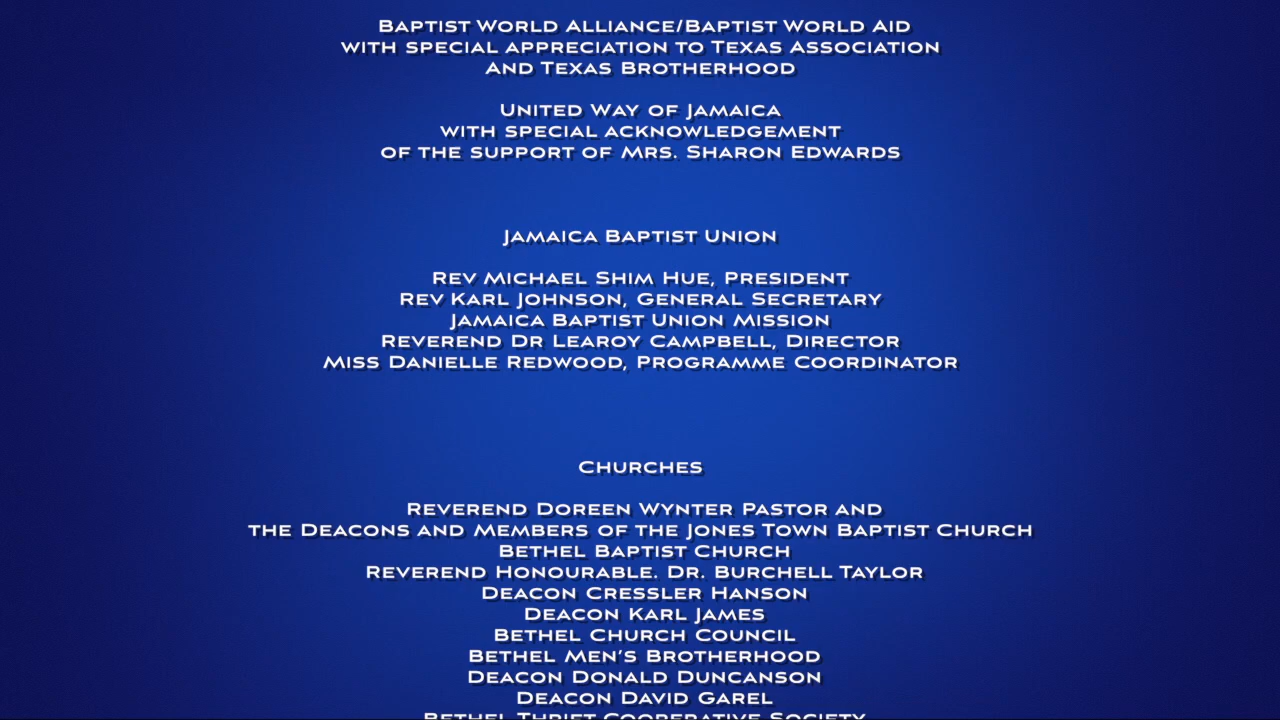 Baptist World Alliance/Baptist World Aid
with special appreciation to Texas Association
and Texas Brotherhood
United Way of Jamaica
with special acknowledgement
of the support of Mrs. Sharon Edwards
Jamaica Baptist Union
Rev Michael Shim Hue, President
Rev Karl Johnson, General Secretary
Jamaica Baptist Union Mission
Reverend Dr Learoy Campbell, Director
Miss Danielle Redwood, Programme Coordinator
Churches
Reverend Doreen Wynter Pastor and
the Deacons and Members of the Jones Town Baptist Church
Bethel Baptist Church
Reverend Honourable. Dr. Burchell Taylor
Deacon Cressler Hanson
Deacon Karl James
Bethel Church Council
Bethel Men's Brotherhood
Deacon Donald Duncanson
Deacon David Garel
Bethel Thrift Cooperative Society